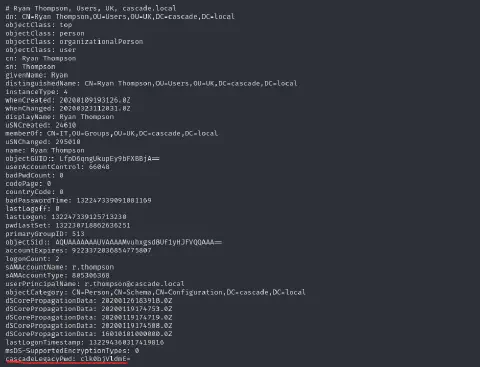 # Ryan Thompson, Users, UK, cascade.local
dn: CN=Ryan Thompson,OU=Users,OU=UK,DC=cascade,DC=local
objectClass: top
objectClass: person
objectClass: organizationalPerson
objectClass: user
cn: Ryan Thompson
sn: Thompson
givenName: Ryan
distinguishedName: CN=Ryan Thompson,OU=Users,OU=UK,DC=cascade,DC=local
instanceType: 4
whenCreated: 20200109193126.0Z
whenChanged: 20200323112031.0Z
displayName: Ryan Thompson
uSNCreated: 24610
memberOf: CN=IT,OU=Groups,OU=UK,DC=cascade,DC=local
uSNChanged: 295010
name: Ryan Thompson
objectGUID:: LfpD6qngUkupEy9bFXBBjA==
userAccountControl: 66048
badPwdCount: 0
codePage: 0
countryCode: 0
badPasswordTime: 132247339091081169
lastLogoff: 0
lastLogon: 132247339125713230
pwdLastSet: 132230718862636251
primaryGroupID: 513
objectSid:: AQUAAAAAAAUVAAAAMvuhxgsd8Uf1yHJFVQQAAA==
accountExpires: 9223372036854775807
logonCount: 2
sAMAccountName: r.thompson
sAMAccountType: 805306368
userPrincipalName: r.thompson@cascade.local
objectCategory: CN=Person,CN=Schema,CN=Configuration,DC=cascade,DC=local
dSCorePropagationData: 20200126183918.0Z
dSCorePropagationData: 20200119174753.0Z
dSCorePropagationData: 20200119174719.0Z
dSCorePropagationData: 20200119174508.0Z
dSCorePropagationData: 16010101000000.0Z
lastLogonTimestamp: 132294360317419816
msDS-SupportedEncryptionTypes: 0
cascadeLegacyPwd: clk0bjVldmE=